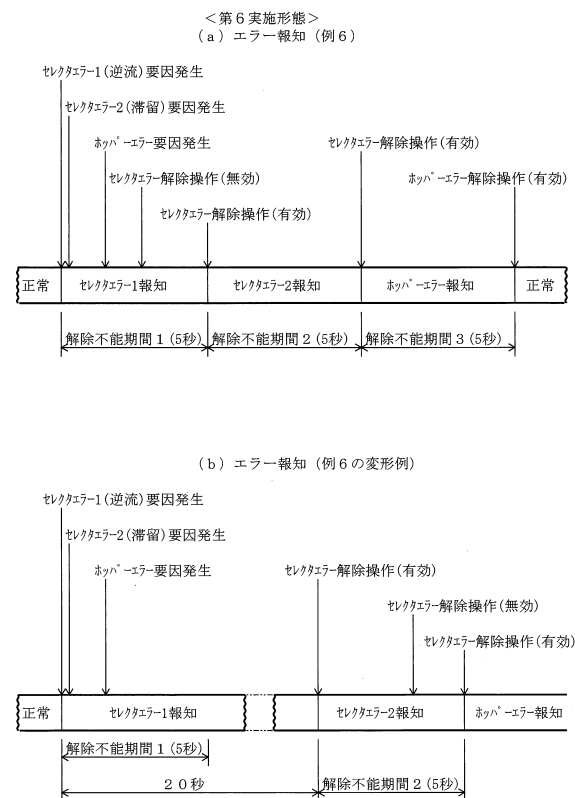 ＜第６実施形態＞
（ａ）エラー報知（例６）
ｾﾚｸﾀｴﾗｰ1(逆流)要因発生
ｾﾚｸﾀｴﾗｰ2(滞留)要因発生
ﾎｯﾊﾟｰエラー要因発生
ｾﾚｸﾀエラー解除操作(有効)
ｾﾚｸﾀエラー解除操作(無効)
ﾎｯﾊﾟｰエラー解除操作(有効)
ｾﾚｸﾀエラー解除操作(有効)
正常
ｾﾚｸﾀｴﾗｰ1報知
ｾﾚｸﾀｴﾗｰ2報知
ﾎｯﾊﾟｰエラー報知
正常
解除不能期間１(5秒)
解除不能期間２(5秒)
解除不能期間３(5秒)
（ｂ）エラー報知（例６の変形例）
ｾﾚｸﾀｴﾗｰ1(逆流)要因発生
ｾﾚｸﾀｴﾗｰ2(滞留)要因発生
ﾎｯﾊﾟｰエラー要因発生
ｾﾚｸﾀエラー解除操作(有効)
ｾﾚｸﾀエラー解除操作(無効)
ｾﾚｸﾀエラー解除操作(有効)
正常
ｾﾚｸﾀｴﾗｰ1報知
ｾﾚｸﾀｴﾗｰ2報知
ﾎｯﾊﾟｰエラー報知
解除不能期間１(5秒)
２０秒
解除不能期間２(5秒)